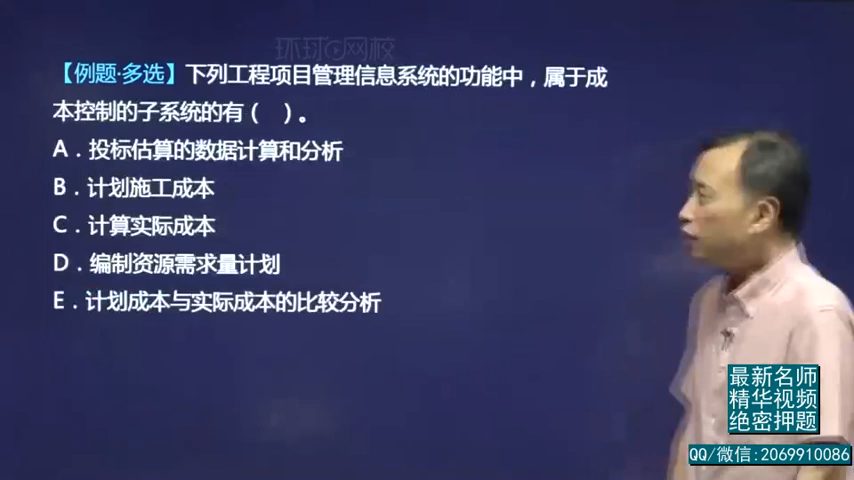 环球网校
【例题·多选】下列工程项目管理信息系统的功能中，属于成
本控制的子系统的有（ ）。
A．投标估算的数据计算和分析
B．计划施工成本
C．计算实际成本
D．编制资源需求量计划
E．计划成本与实际成本的比较分析
最新名师
精华视频
绝密押题
QQ/微信:2069910086